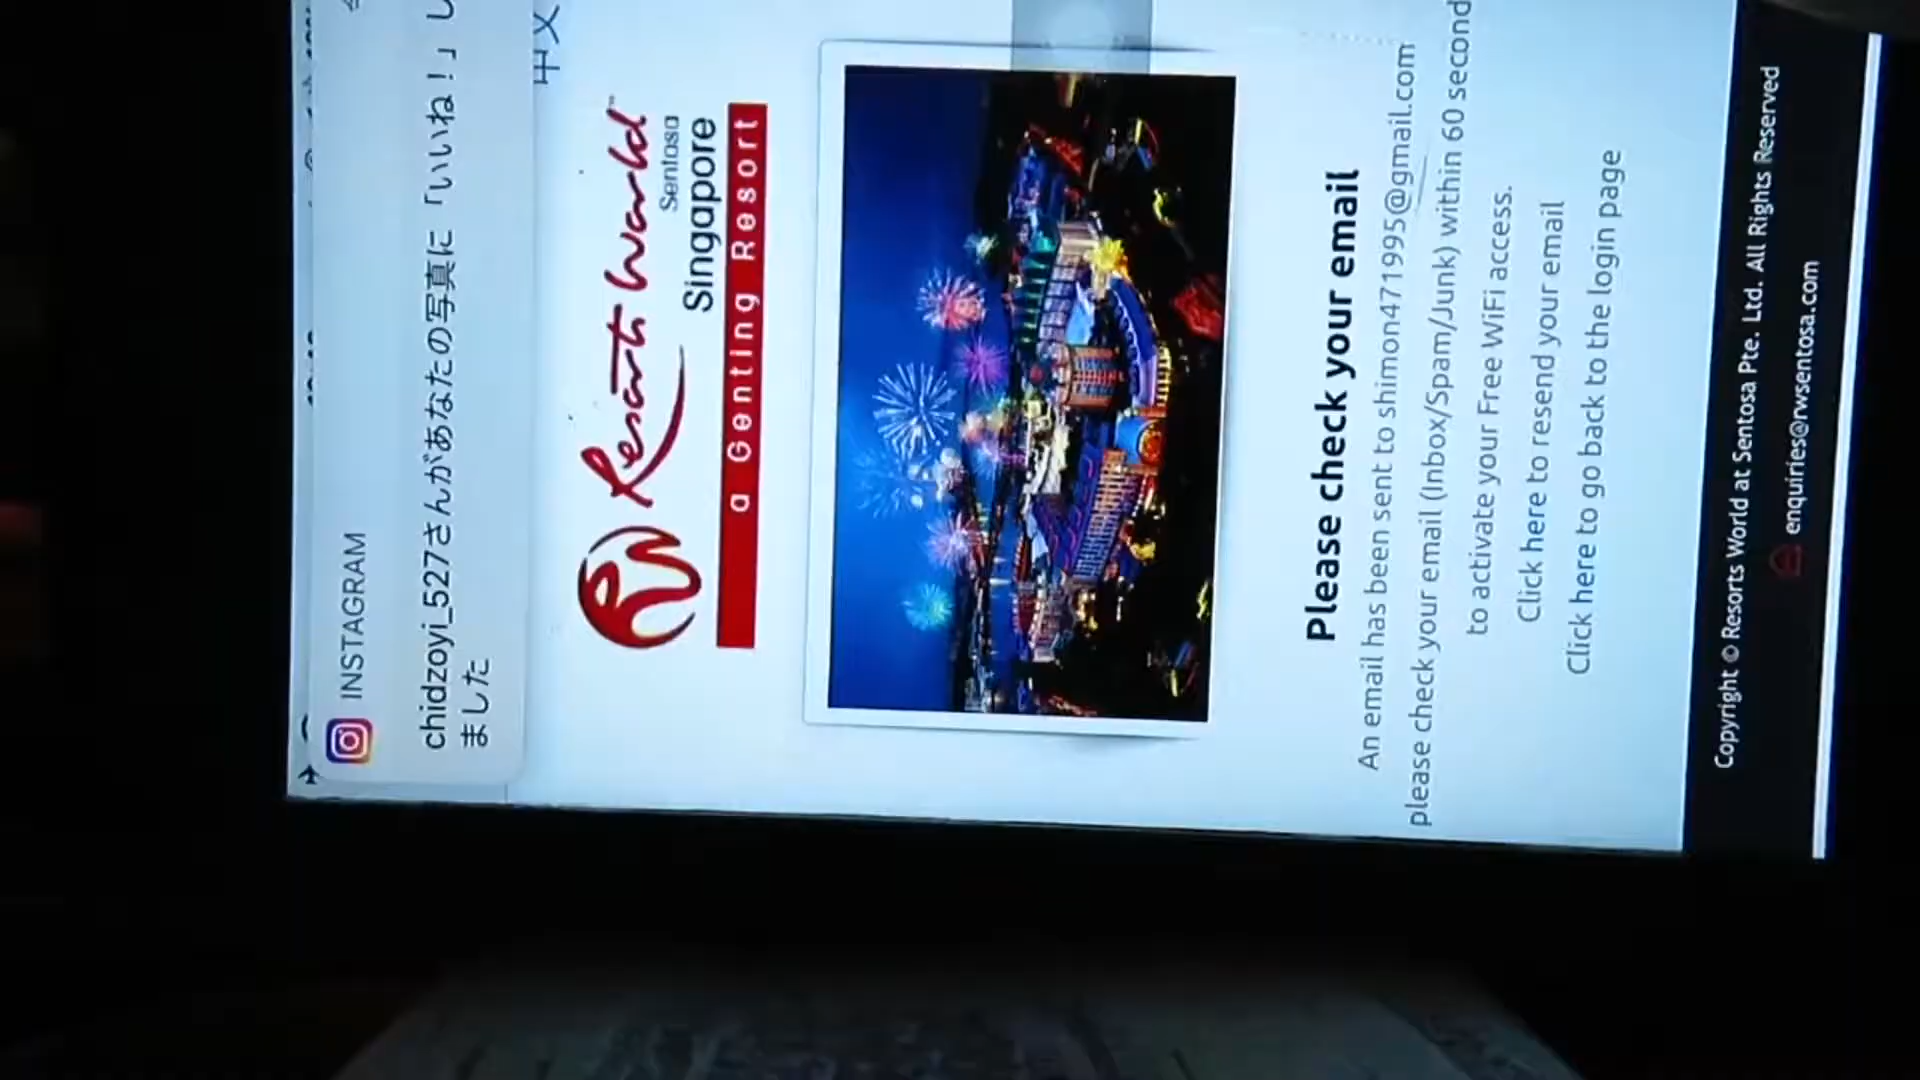 INSTAGRAM
chidzoyi_527さんがあなたの写真に「いいね！」し
ました
中文
Resorts World™
Sentosa
Singapore
a Genting Resort
Please check your email
An email has been sent to shimon4719950@gmail.com
please check your email (Inbox/Spam/Junk) within 60 second
to activate your Free WiFi access.
Click here to resend your email
Click here to go back to the login page
Copyright © Resorts World at Sentosa Pte. Ltd. All Rights Reserved
enquiries@rwsentosa.com